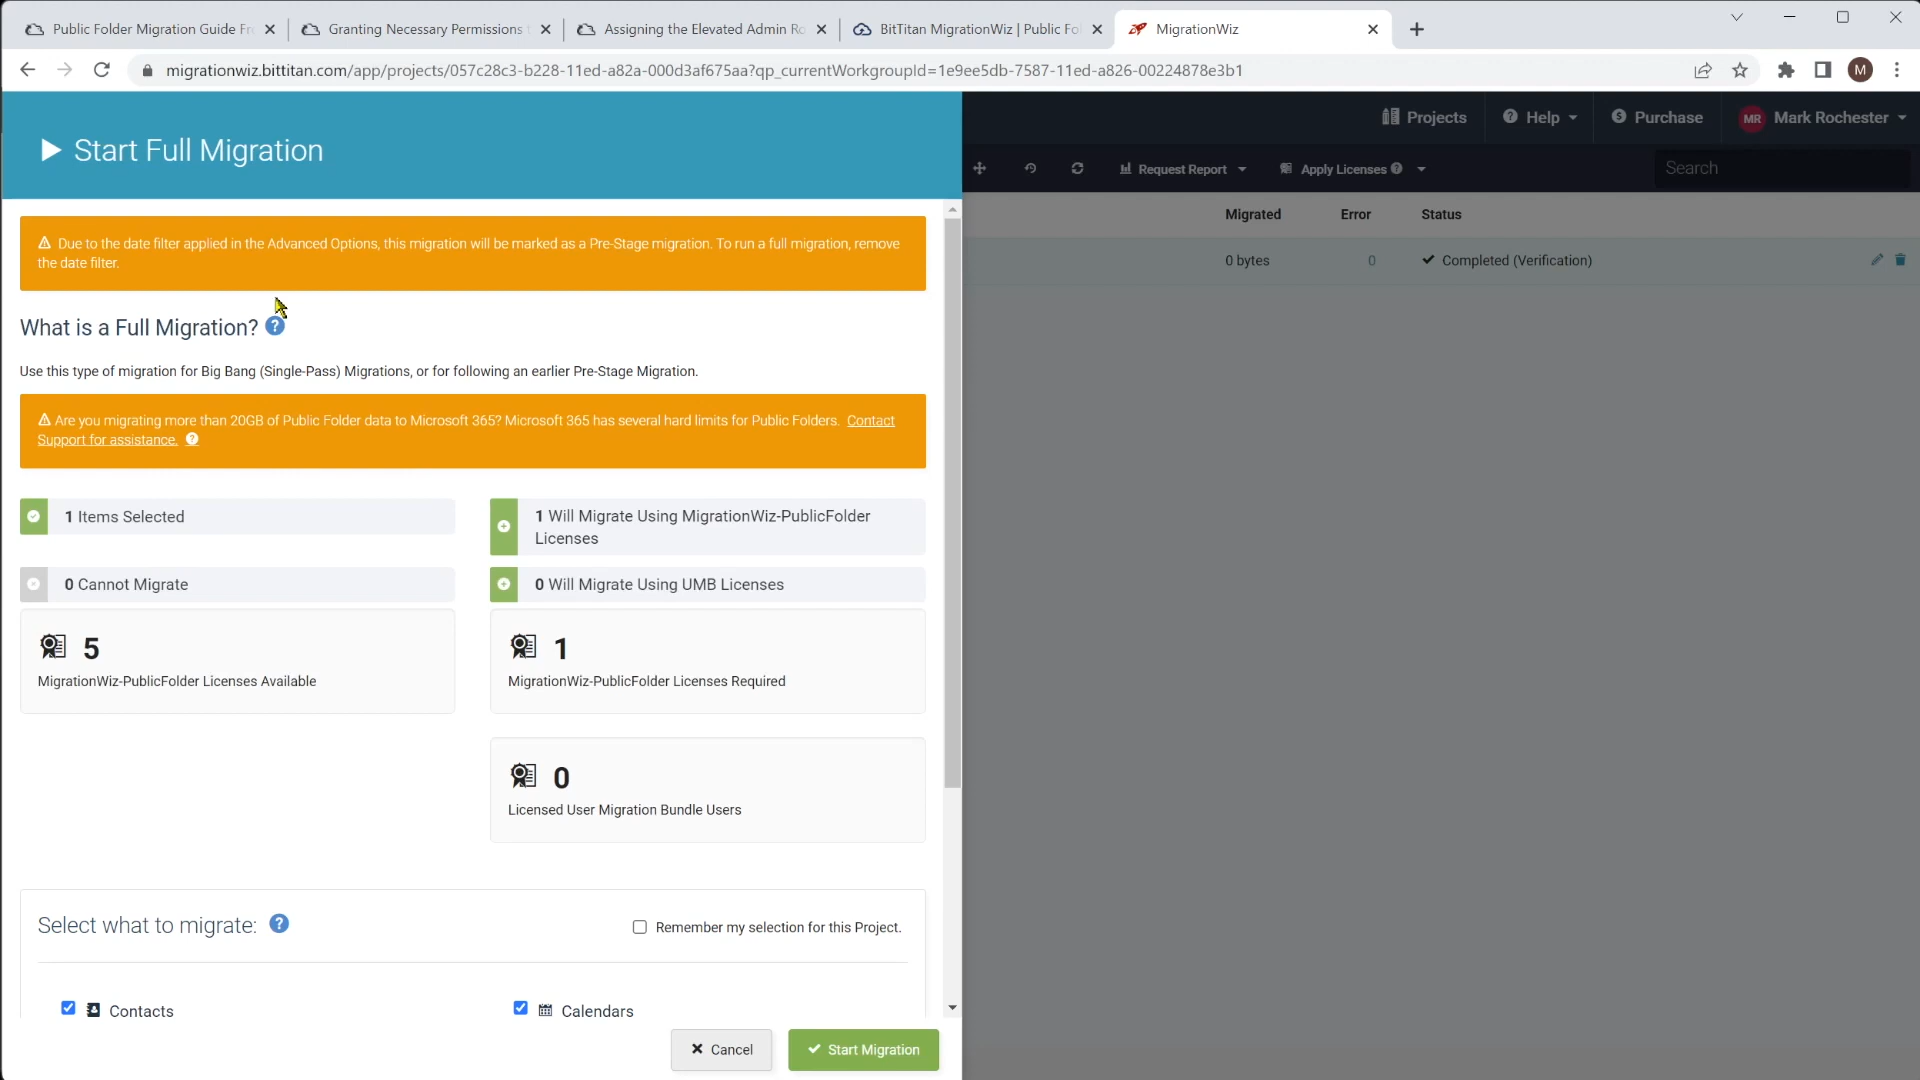 Public Folder Migration Guide Fr
Granting Necessary Permissions
Assigning the Elevated Admin Ro
BitTitan MigrationWiz | Public Fol
MigrationWiz
migrationwiz.bittitan.com/app/projects/057c28c3-b228-11ed-a82a-000d3af675aa?qp_currentWorkgroupId=1e9ee5db-7587-11ed-a826-00224878e3b1
M
Projects
Help
Purchase
MR
Mark Rochester
Start Full Migration
Request Report
Apply Licenses
Search
Migrated
Error
Status
0 bytes
0
Completed (Verification)
Due to the date filter applied in the Advanced Options, this migration will be marked as a Pre-Stage migration. To run a full migration, remove
the date filter.
What is a Full Migration?
Use this type of migration for Big Bang (Single-Pass) Migrations, or for following an earlier Pre-Stage Migration.
Are you migrating more than 20GB of Public Folder data to Microsoft 365? Microsoft 365 has several hard limits for Public Folders. Contact
Support for assistance.
1 Items Selected
1 Will Migrate Using MigrationWiz-PublicFolder
Licenses
0 Cannot Migrate
0 Will Migrate Using UMB Licenses
5
MigrationWiz-PublicFolder Licenses Available
1
MigrationWiz-PublicFolder Licenses Required
0
Licensed User Migration Bundle Users
Select what to migrate:
Remember my selection for this Project.
Contacts
Calendars
Cancel
Start Migration